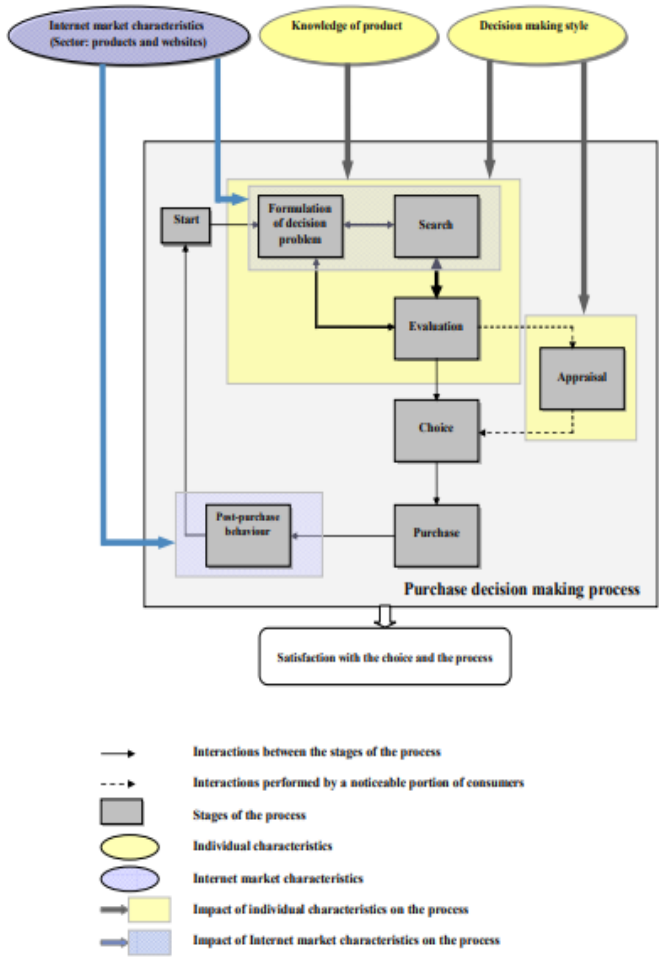 Internet market characteristics
(Sector: products and websites)
Knowledge of product
Decision making style
Start
Formulation
of decision
problem
Search
Evaluation
Appraisal
Choice
Post-purchase
behaviour
Purchase
Purchase decision making process
Satisfaction with the choice and the process
Interactions between the stages of the process
Interactions performed by a noticeable portion of consumers
Stages of the process
Individual characteristics
Internet market characteristics
Impact of individual characteristics on the process
Impact of Internet market characteristics on the process